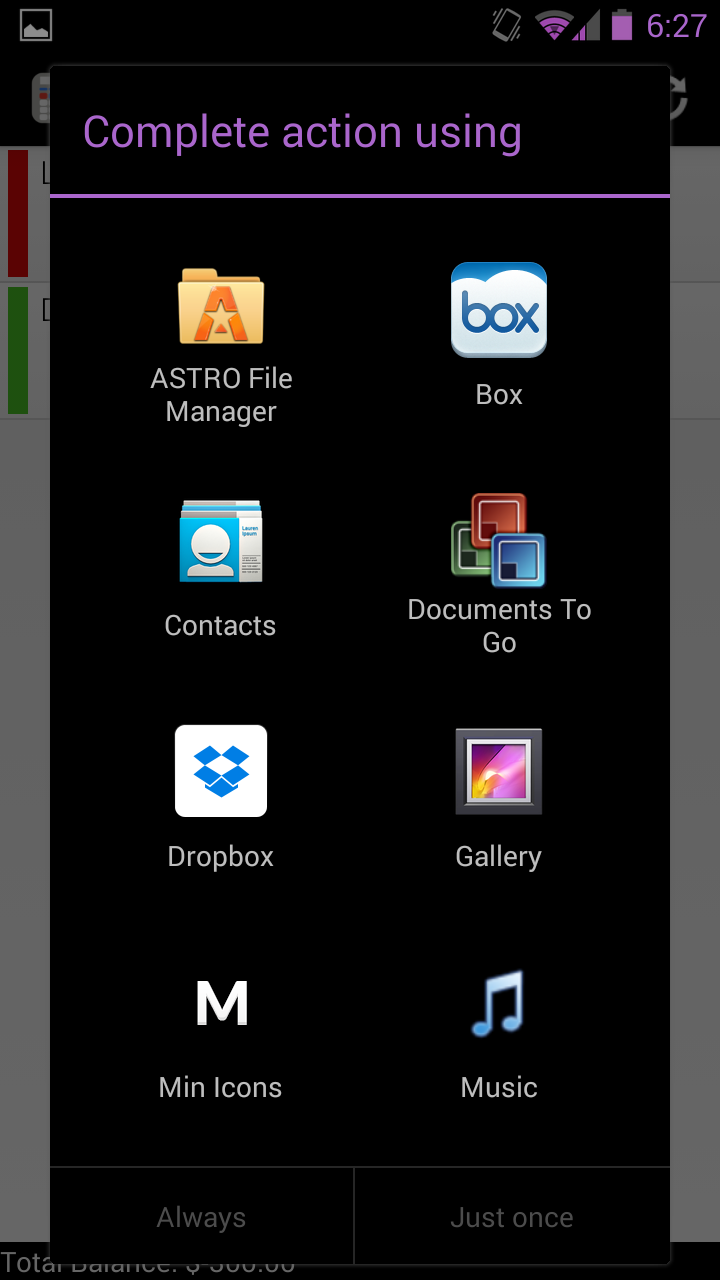 6:27
Complete action using
L
D
ASTRO File
Manager
box
Box
Lauren
Ipsum
Contacts
Documents To
Go
Dropbox
Gallery
M
Min Icons
Music
Always
Just once
Total Balance: $-300.00